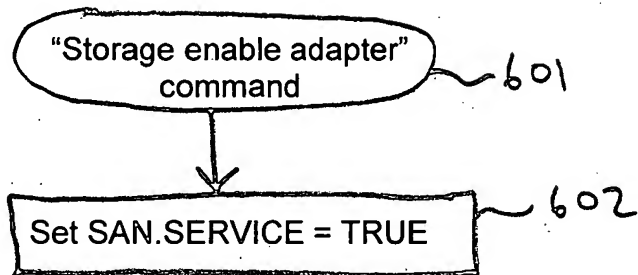 “Storage enable adapter”
command
601
Set SAN.SERVICE = TRUE
602